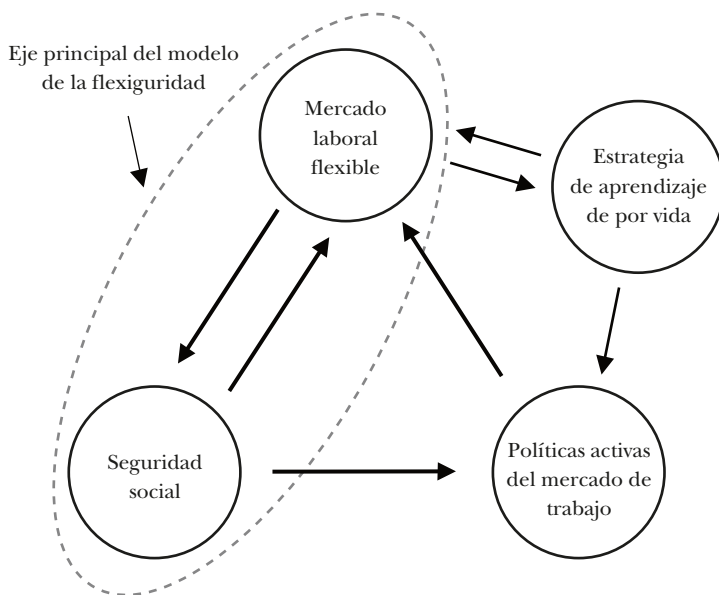 Eje principal del modelo
de la flexiguridad
Mercado
laboral
flexible
Estrategia
de aprendizaje
de por vida
Seguridad
social
Políticas activas
del mercado de
trabajo